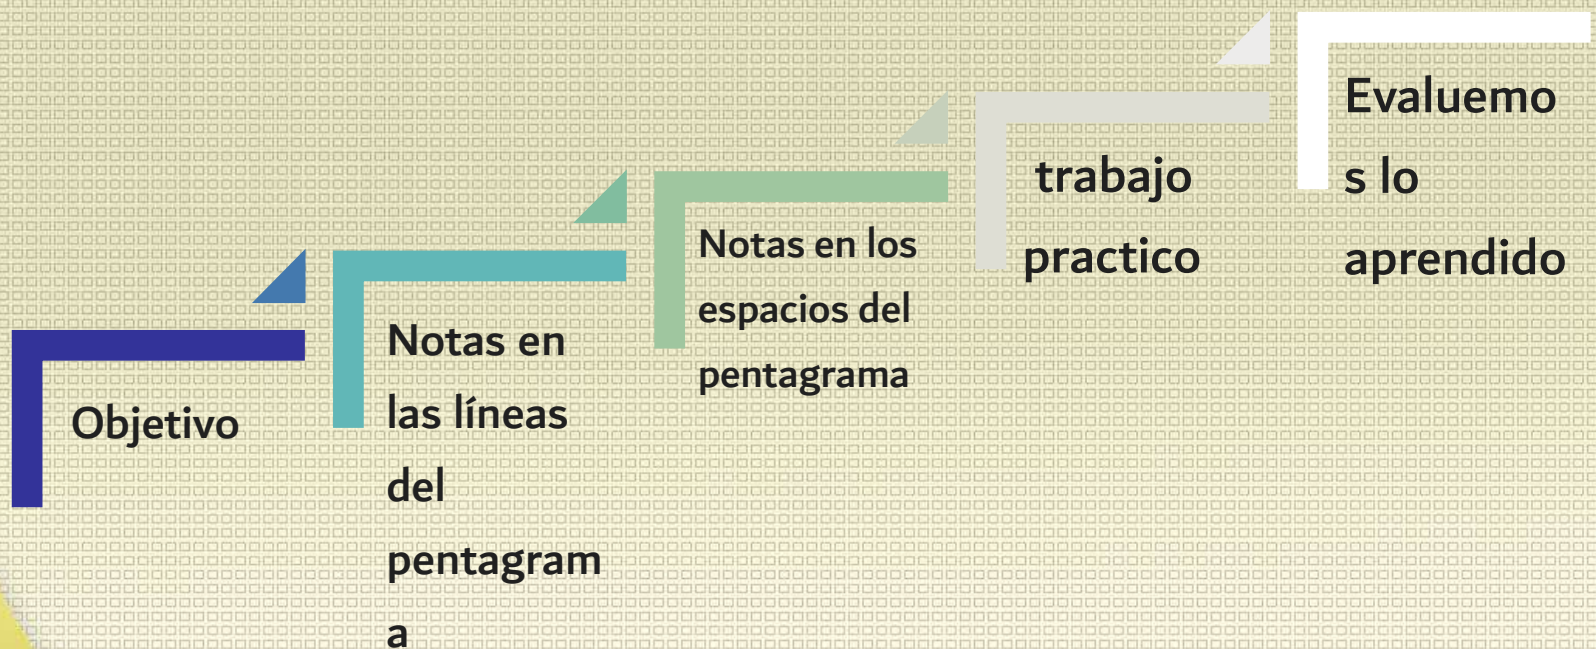 Objetivo
Notas en
las líneas
del
pentagram
a
Notas en los
espacios del
pentagrama
trabajo
practico
Evaluemo
s lo
aprendido